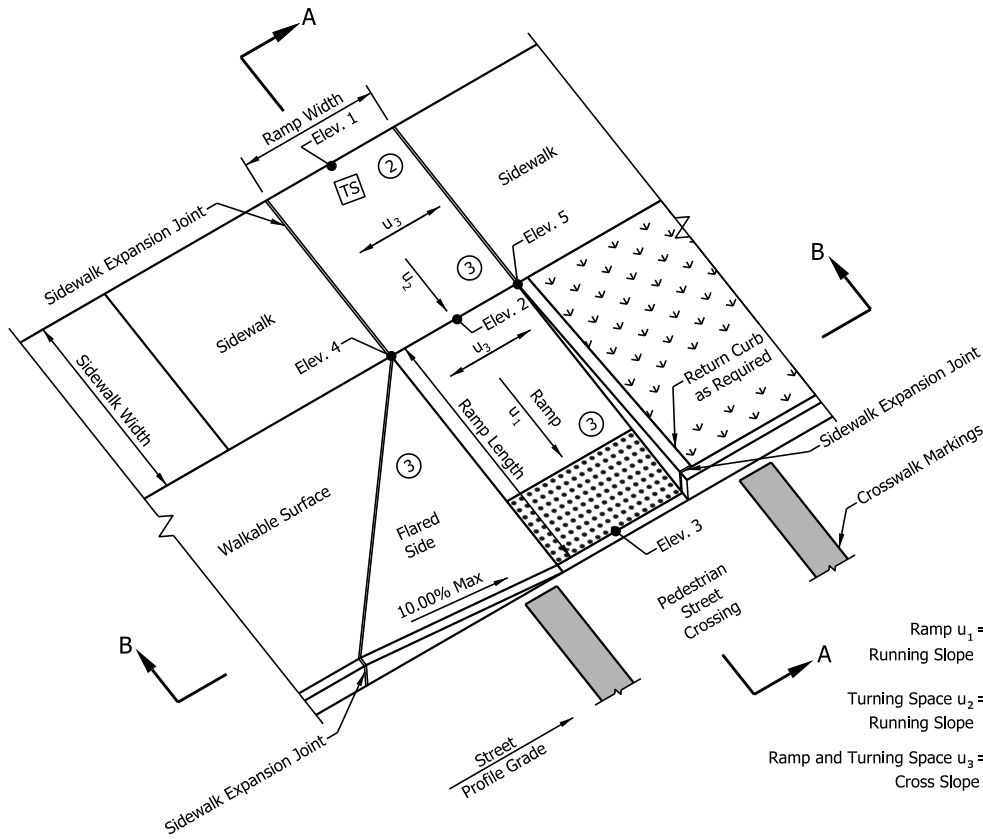 A
Ramp Width
Elev. 1
TS
2
Sidewalk
Sidewalk Expansion Joint
u3
3
Elev. 5
u2
B
Elev. 2
Sidewalk
Elev. 4
u3
Return Curb
as Required
Sidewalk Width
Ramp
u1
Ramp Length
3
Sidewalk Expansion Joint
Crosswalk Markings
3
Walkable Surface
Flared
Side
Elev. 3
10.00% Max
Pedestrian
Street
Crossing
Ramp u1 =
Running Slope
B
A
Turning Space u2 =
Running Slope
Street
Profile Grade
Ramp and Turning Space u3 =
Cross Slope
Sidewalk Expansion Joint